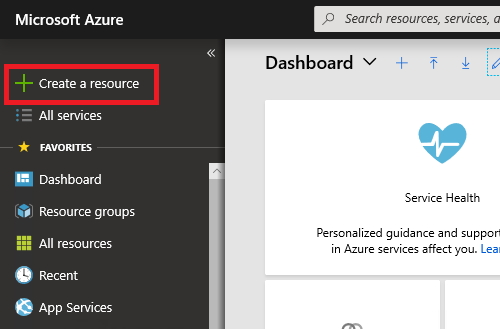 Microsoft Azure
Search resources, services, a
Create a resource
All services
FAVORITES
Dashboard
Resource groups
All resources
Recent
App Services
Dashboard
Service Health
Personalized guidance and support
in Azure services affect you. Lea